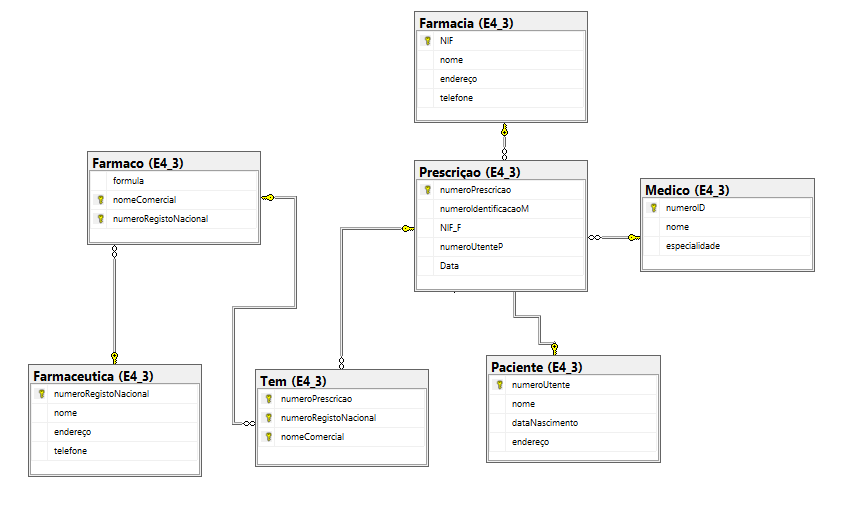 Farmacia (E4_3)
NIF
nome
endereço
telefone
Farmaco (E4_3)
formula
nomeComercial
numeroRegistoNacional
Prescriçao (E4_3)
numeroPrescricao
numeroIdentificacaoM
NIF_F
numeroUtenteP
Data
Medico (E4_3)
numeroID
nome
especialidade
Farmaceutica (E4_3)
numeroRegistoNacional
nome
endereço
telefone
Tem (E4_3)
numeroPrescricao
numeroRegistoNacional
nomeComercial
Paciente (E4_3)
numeroUtente
nome
dataNascimento
endereço